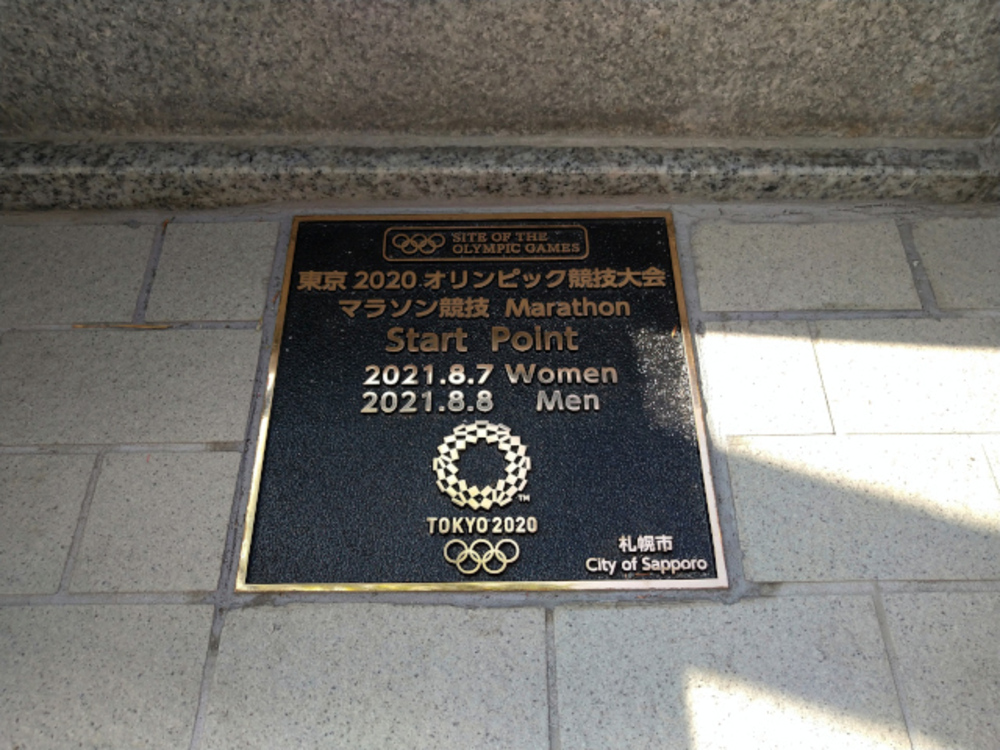 SITE OF THE
OLYMPIC GAMES
東京 2020 オリンピック競技大会
マラソン競技 Marathon
Start Point
2021.8.7 Women
2021.8.8 Men
TM
TOKYO 2020
札幌市
City of Sapporo